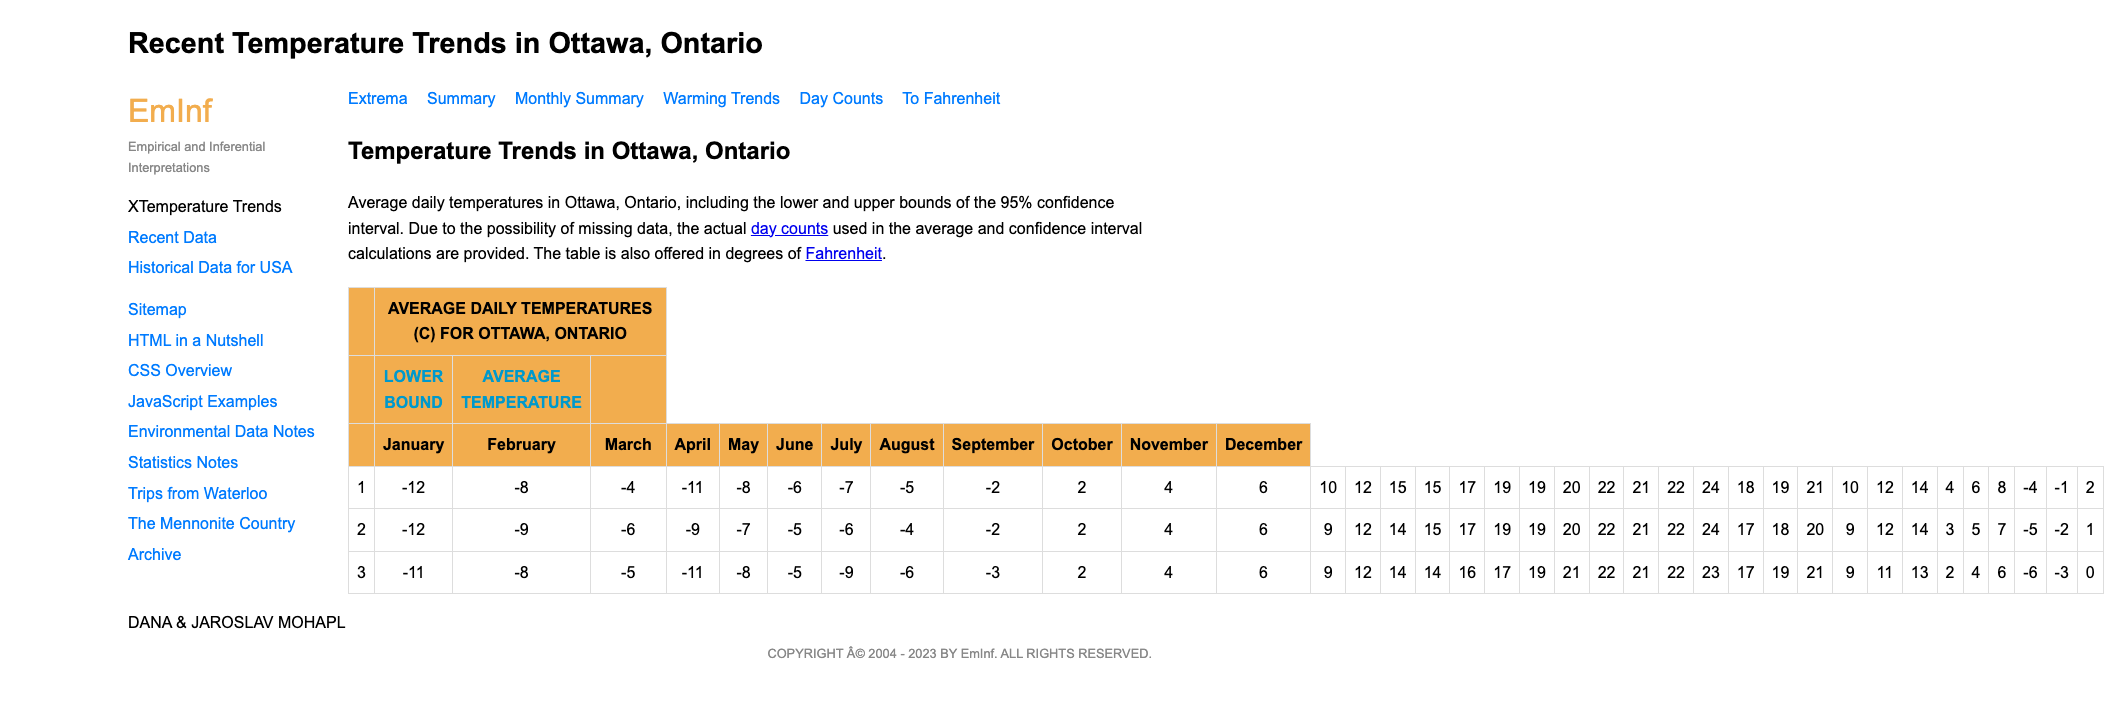 Recent Temperature Trends in Ottawa, Ontario
EmInf
Empirical and Inferential
Interpretations
XTemperature Trends
Recent Data
Historical Data for USA
Sitemap
HTML in a Nutshell
CSS Overview
JavaScript Examples
Environmental Data Notes
Statistics Notes
Trips from Waterloo
The Mennonite Country
Archive
Extrema Summary Monthly Summary Warming Trends Day Counts To Fahrenheit
Temperature Trends in Ottawa, Ontario
Average daily temperatures in Ottawa, Ontario, including the lower and upper bounds of the 95% confidence
interval. Due to the possibility of missing data, the actual day counts used in the average and confidence interval
calculations are provided. The table is also offered in degrees of Fahrenheit.
AVERAGE DAILY TEMPERATURES
(C) FOR OTTAWA, ONTARIO
LOWER AVERAGE
BOUND TEMPERATURE
January February March April May June July August September October November December
1 -12 -8 -4 -11 -8 -6 -7 -5 -2 2 4 6 10 12 15 15 17 19 19 20 22 21 22 24 18 19 21 10 12 14 4 6 8 -4 -1 2
2 -12 -9 -6 -9 -7 -5 -6 -4 -2 2 4 6 9 12 14 15 17 19 19 20 22 21 22 24 17 18 20 9 12 14 3 5 7 -5 -2 1
3 -11 -8 -5 -11 -8 -5 -9 -6 -3 2 4 6 9 12 14 14 16 17 19 21 22 21 22 23 17 19 21 9 11 13 2 4 6 -6 -3 0
DANA & JAROSLAV MOHAPL
COPYRIGHT Â© 2004 - 2023 BY EmInf. ALL RIGHTS RESERVED.